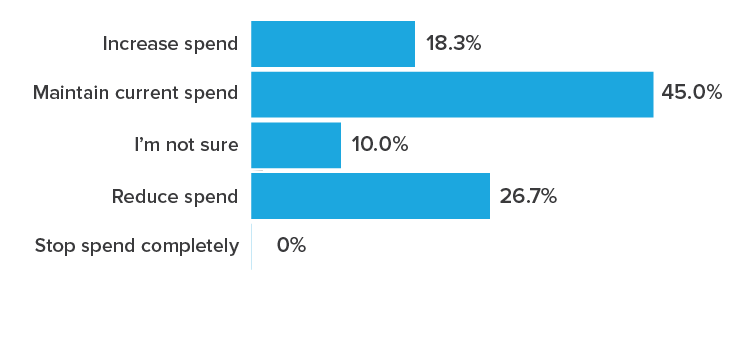 Increase spend 18.3%
Maintain current spend 45.0%
I’m not sure 10.0%
Reduce spend 26.7%
Stop spend completely 0%